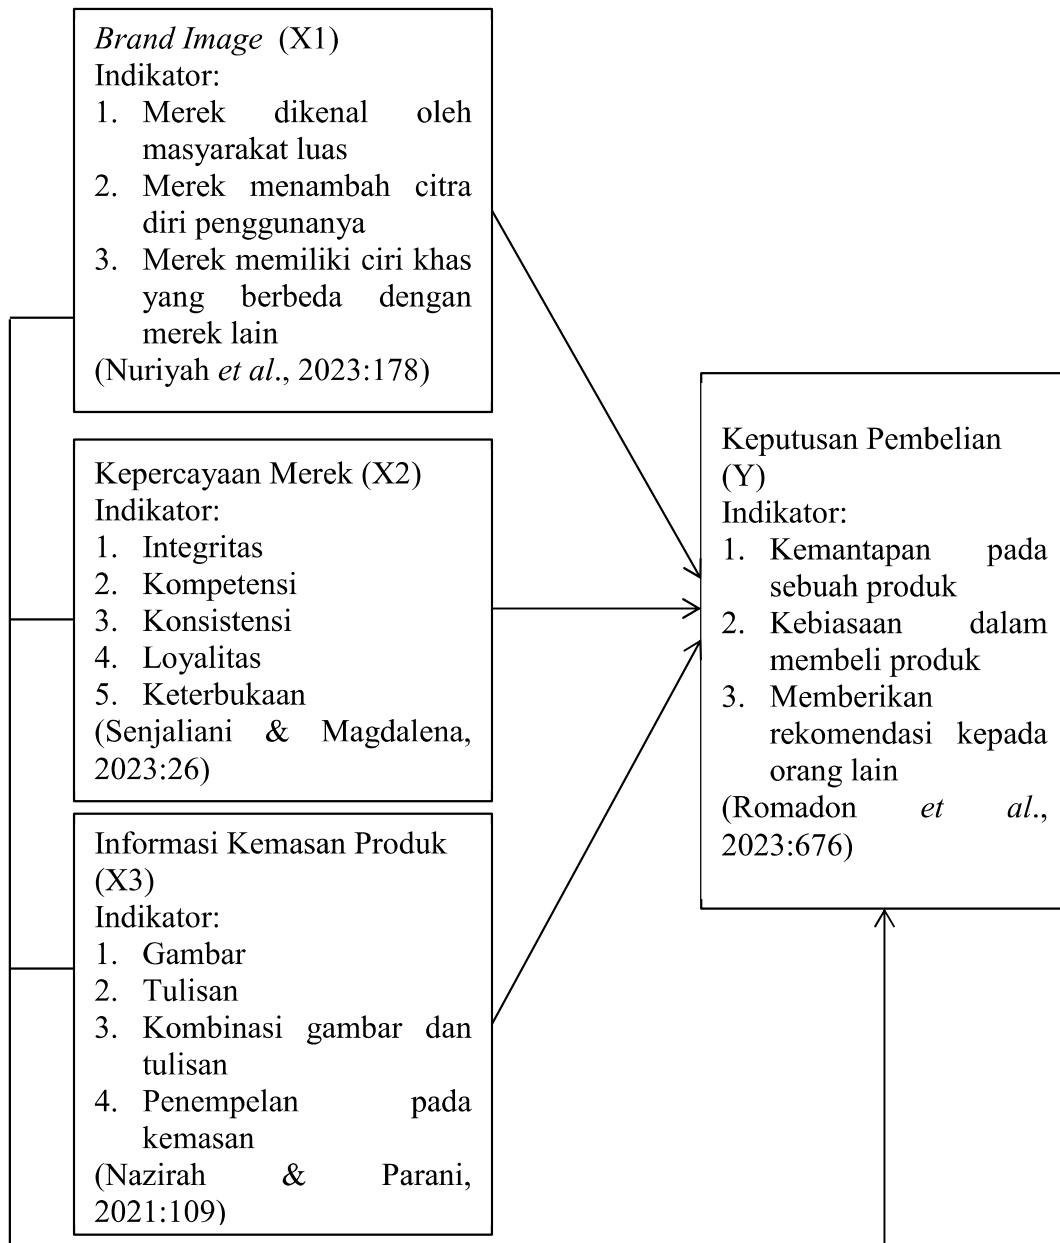 Brand Image (X1)
Indikator:
1. Merek dikenal oleh
masyarakat luas
2. Merek menambah citra
diri penggunanya
3. Merek memiliki ciri khas
yang berbeda dengan
merek lain
(Nuriyah et al., 2023:178)
Kepercayaan Merek (X2)
Indikator:
1. Integritas
2. Kompetensi
3. Konsistensi
4. Loyalitas
5. Keterbukaan
(Senjaliani & Magdalena,
2023:26)
Informasi Kemasan Produk
(X3)
Indikator:
1. Gambar
2. Tulisan
3. Kombinasi gambar dan
tulisan
4. Penempelan pada
kemasan
(Nazirah & Parani,
2021:109)
Keputusan Pembelian
(Y)
Indikator:
1. Kemantapan pada
sebuah produk
2. Kebiasaan dalam
membeli produk
3. Memberikan
rekomendasi kepada
orang lain
(Romadon et al.,
2023:676)